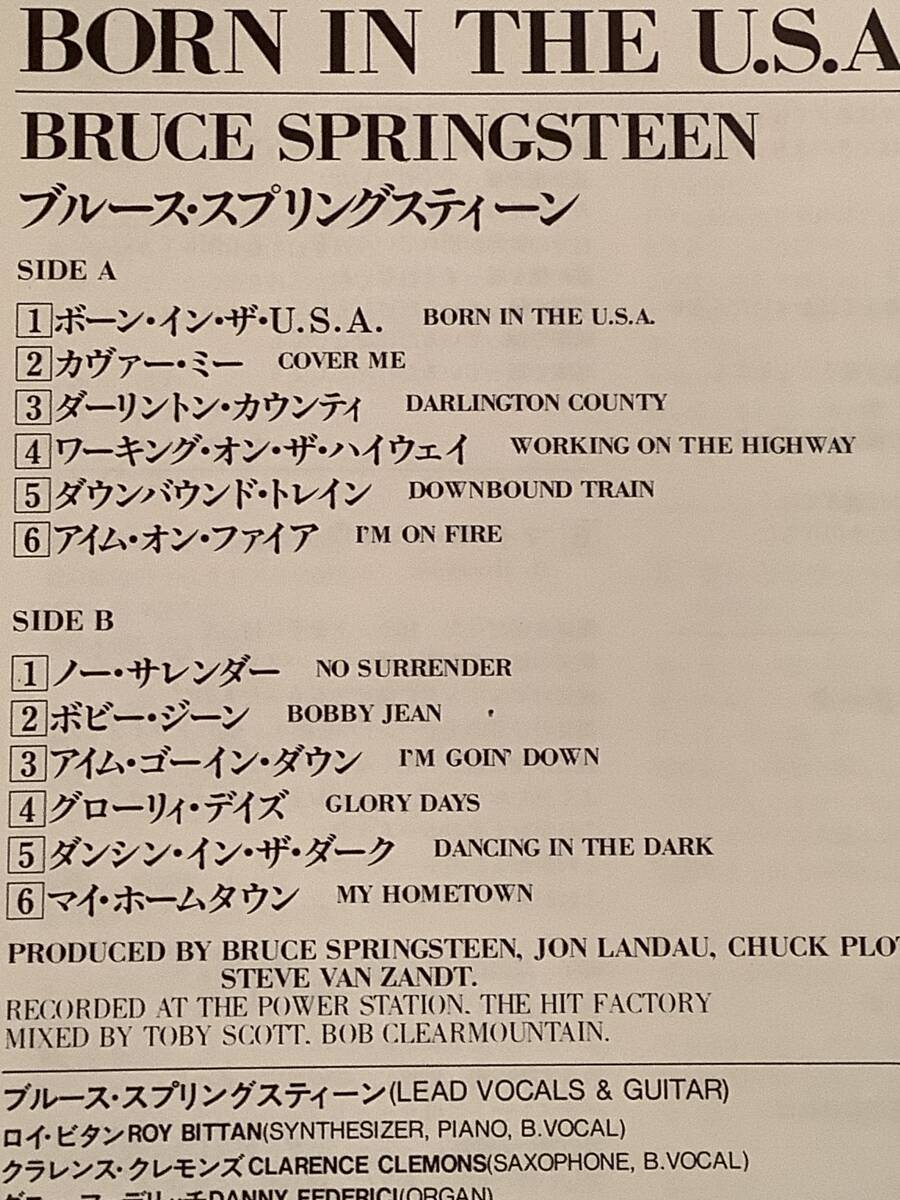 BORN IN THE U.S.A
BRUCE SPRINGSTEEN
ブルース・スプリングスティーン
SIDE A
1 ボーン・イン・ザ・U.S.A. BORN IN THE U.S.A.
2 カヴァー・ミー COVER ME
3 ダーリントン・カウンティ DARLINGTON COUNTY
4 ワーキング・オン・ザ・ハイウェイ WORKING ON THE HIGHWAY
5 ダウンバウンド・トレイン DOWNBOUND TRAIN
6 アイム・オン・ファイア I'M ON FIRE
SIDE B
1 ノー・サレンダー NO SURRENDER
2 ボビー・ジーン BOBBY JEAN
3 アイム・ゴーイン・ダウン I'M GOIN' DOWN
4 グローリィ・デイズ GLORY DAYS
5 ダンシン・イン・ザ・ダーク DANCING IN THE DARK
6 マイ・ホームタウン MY HOMETOWN
PRODUCED BY BRUCE SPRINGSTEEN, JON LANDAU, CHUCK PLOT
STEVE VAN ZANDT.
RECORDED AT THE POWER STATION. THE HIT FACTORY
MIXED BY TOBY SCOTT. BOB CLEARMOUNTAIN.
ブルース・スプリングスティーン(LEAD VOCALS & GUITAR)
ロイ・ビタン ROY BITTAN(SYNTHESIZER, PIANO, B.VOCAL)
クラレンス・クレモンズ CLARENCE CLEMONS(SAXOPHONE, B.VOCAL)
DANNY FEDERICI(ORGAN)